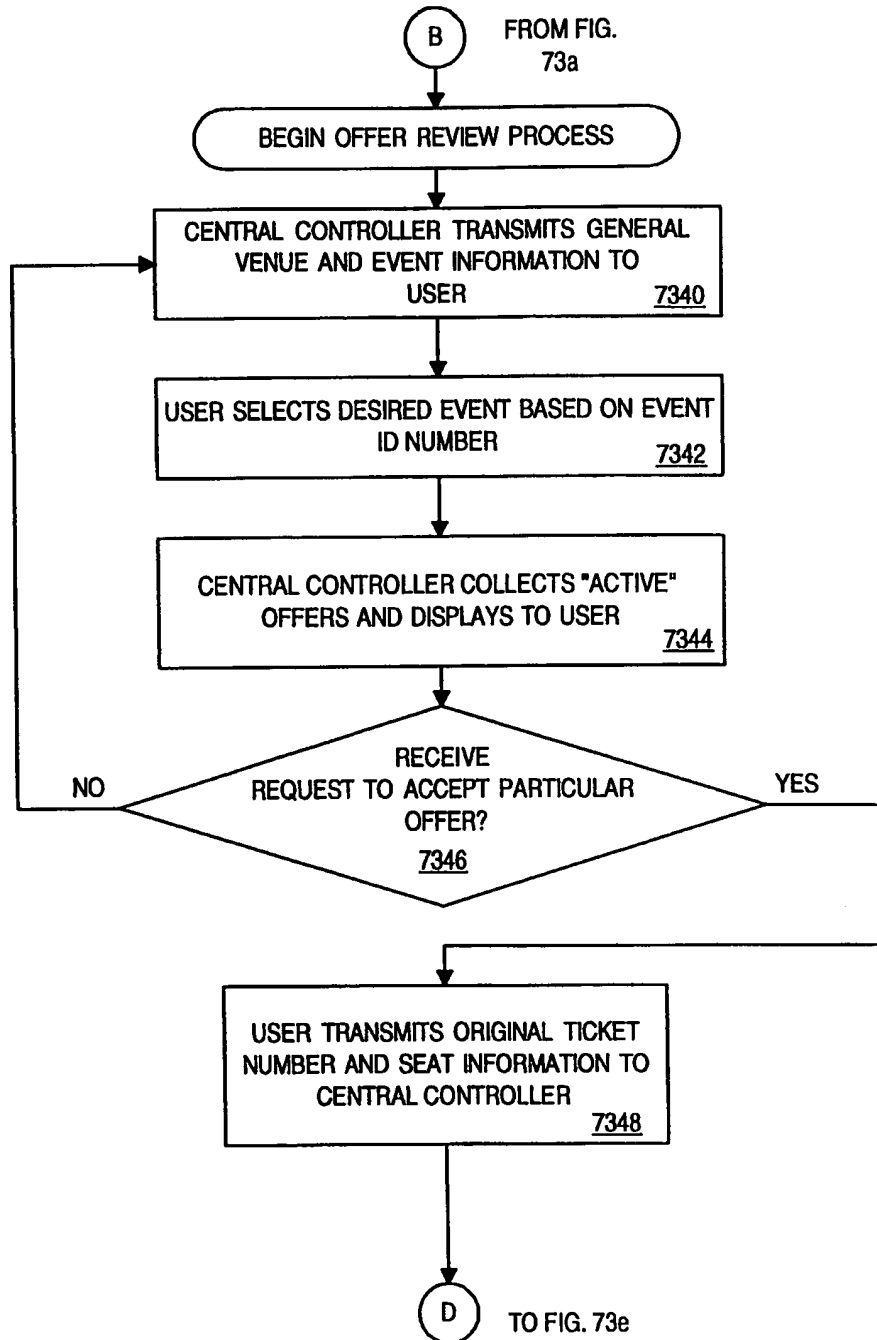 B
FROM FIG.
73a
BEGIN OFFER REVIEW PROCESS
CENTRAL CONTROLLER TRANSMITS GENERAL
VENUE AND EVENT INFORMATION TO
USER
7340
USER SELECTS DESIRED EVENT BASED ON EVENT
ID NUMBER
7342
CENTRAL CONTROLLER COLLECTS "ACTIVE"
OFFERS AND DISPLAYS TO USER
7344
RECEIVE
REQUEST TO ACCEPT PARTICULAR
OFFER?
7346
NO
YES
USER TRANSMITS ORIGINAL TICKET
NUMBER AND SEAT INFORMATION TO
CENTRAL CONTROLLER
7348
D
TO FIG. 73e